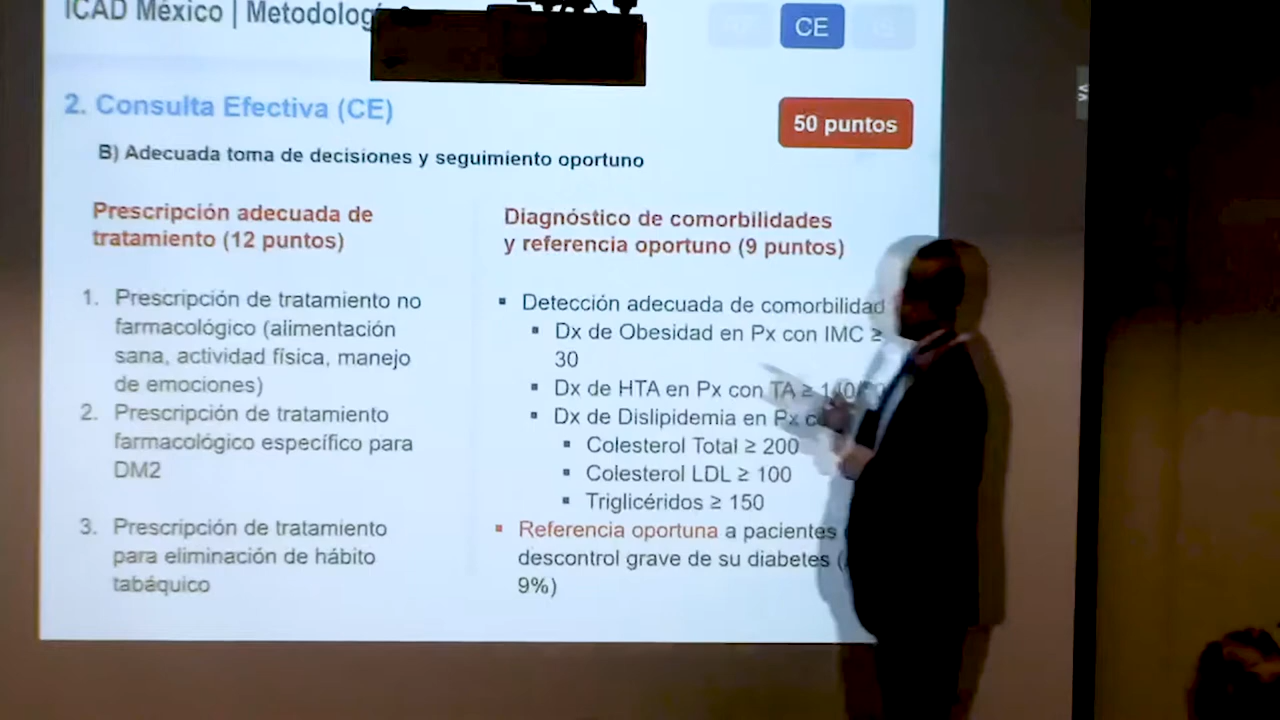 ICAD México | Metodología
CE
2. Consulta Efectiva (CE)
50 puntos
B) Adecuada toma de decisiones y seguimiento oportuno
Prescripción adecuada de
tratamiento (12 puntos)
1. Prescripción de tratamiento no
farmacológico (alimentación
sana, actividad física, manejo
de emociones)
2. Prescripción de tratamiento
farmacológico específico para
DM2
3. Prescripción de tratamiento
para eliminación de hábito
tabáquico
Diagnóstico de comorbilidades
y referencia oportuno (9 puntos)
Detección adecuada de comorbilidad
Dx de Obesidad en Px con IMC ≥
30
Dx de HTA en Px con TA ≥ 140/
Dx de Dislipidemia en Px
Colesterol Total ≥ 200
Colesterol LDL ≥ 100
Triglicéridos ≥ 150
Referencia oportuna a pacientes
descontrol grave de su diabetes (
9%)